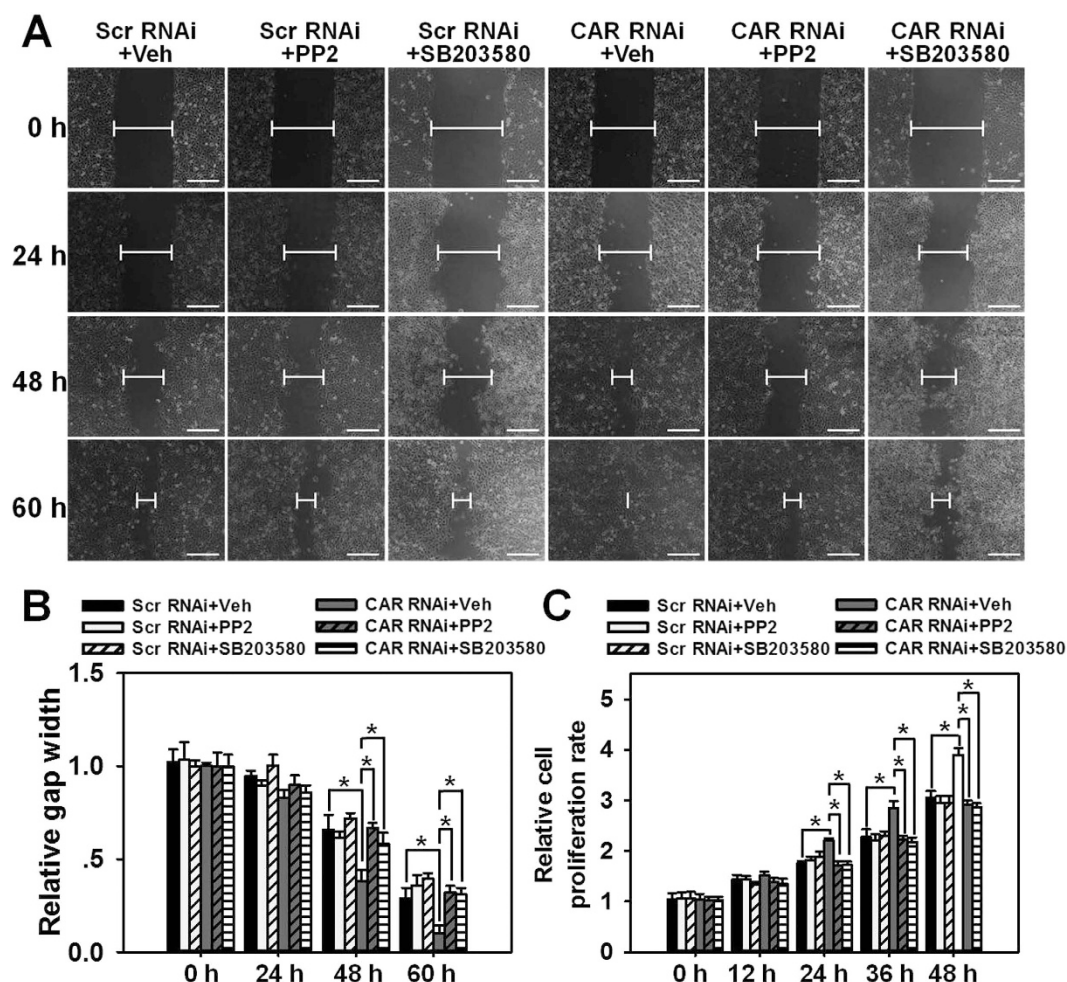 A
Scr RNAi +Veh
Scr RNAi +PP2
Scr RNAi +SB203580
CAR RNAi +Veh
CAR RNAi +PP2
CAR RNAi +SB203580
0 h
24 h
48 h
60 h
B
Scr RNAi+Veh
Scr RNAi+PP2
Scr RNAi+SB203580
CAR RNAi+Veh
CAR RNAi+PP2
CAR RNAi+SB203580
Relative gap width
1.5
1.0
.5
0.0
* * *
* * *
0 h 24 h 48 h 60 h
C
Scr RNAi+Veh
Scr RNAi+PP2
Scr RNAi+SB203580
CAR RNAi+Veh
CAR RNAi+PP2
CAR RNAi+SB203580
Relative cell
proliferation rate
5
4
3
2
1
0
* * *
* * *
* * *
0 h 12 h 24 h 36 h 48 h